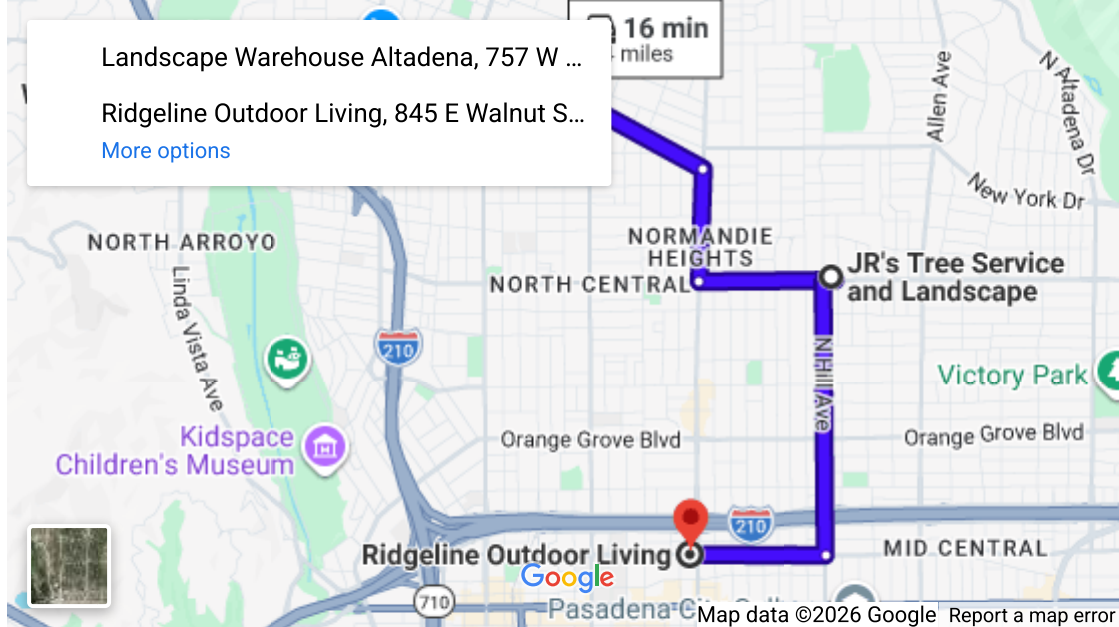 16 min
miles
Landscape Warehouse Altadena, 757 W ...
Ridgeline Outdoor Living, 845 E Walnut S...
More options
Allen Ave
N Altadena Dr
New York Dr
NORTH ARROYO
NORMANDIE
HEIGHTS
NORTH CENTRAL
JR's Tree Service
and Landscape
Linda Vista Ave
210
N Hill Ave
Victory Park
Kidspace
Children's Museum
Orange Grove Blvd
Orange Grove Blvd
210
Ridgeline Outdoor Living
MID CENTRAL
Google
710
Pasadena City
Map data ©2026 Google
Report a map error